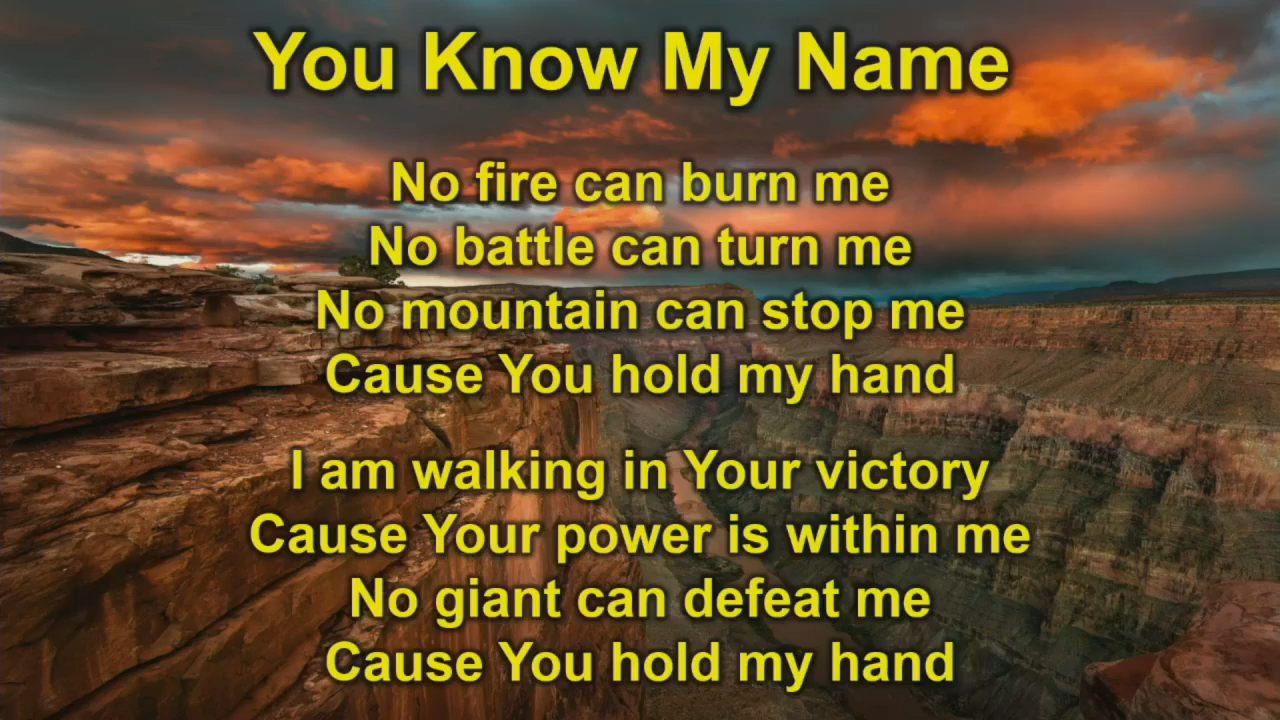 You Know My Name
No fire can burn me
No battle can turn me
No mountain can stop me
Cause You hold my hand
I am walking in Your victory
Cause Your power is within me
No giant can defeat me
Cause You hold my hand